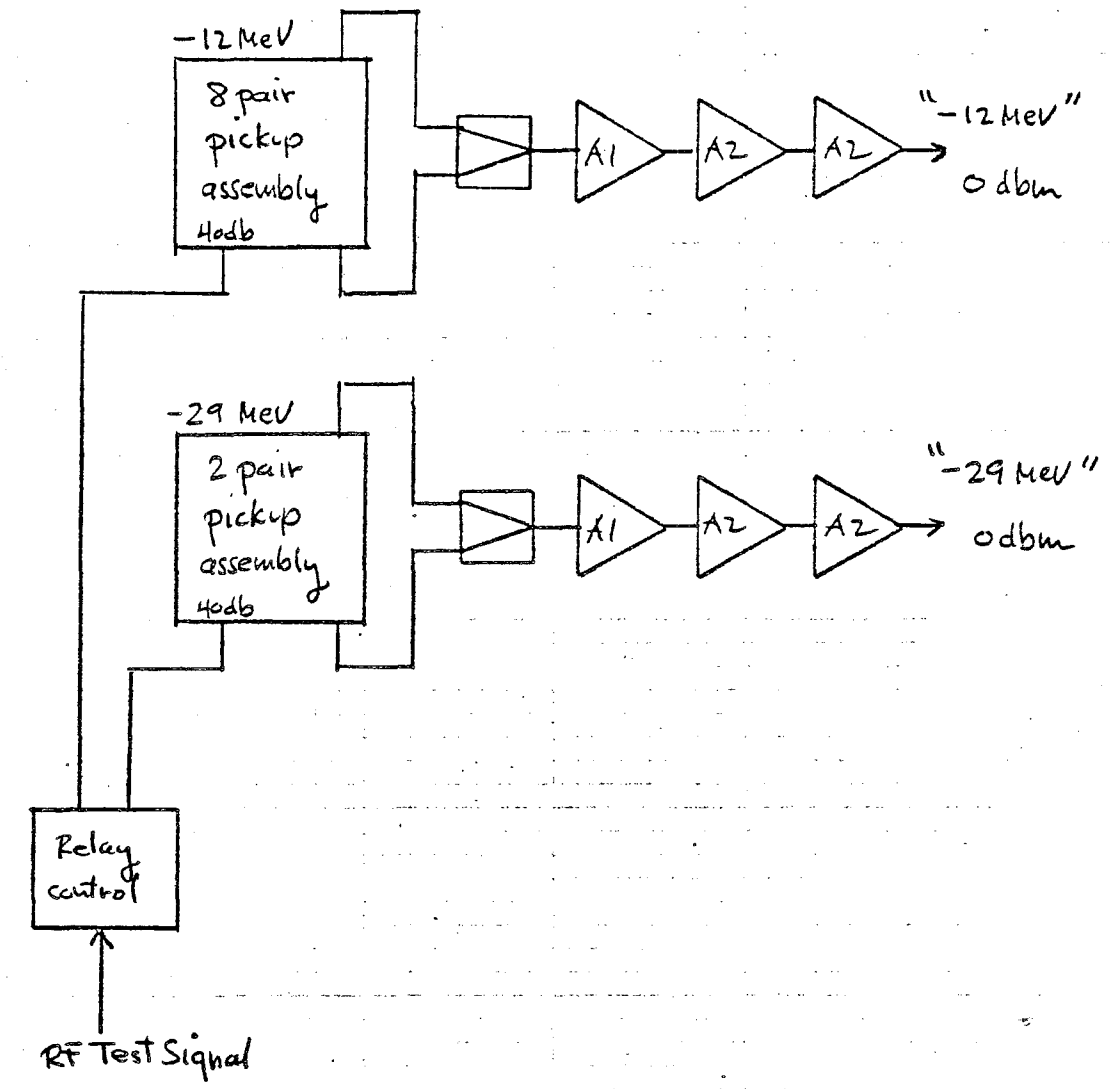 -12 MeV
8 pair
pickup
assembly
40db
A1
A2
A2
"-12 MeV"
0 dbm
-29 MeV
2 pair
pickup
assembly
40db
A1
A2
A2
"-29 MeV"
0 dbm
Relay
control
RF Test Signal